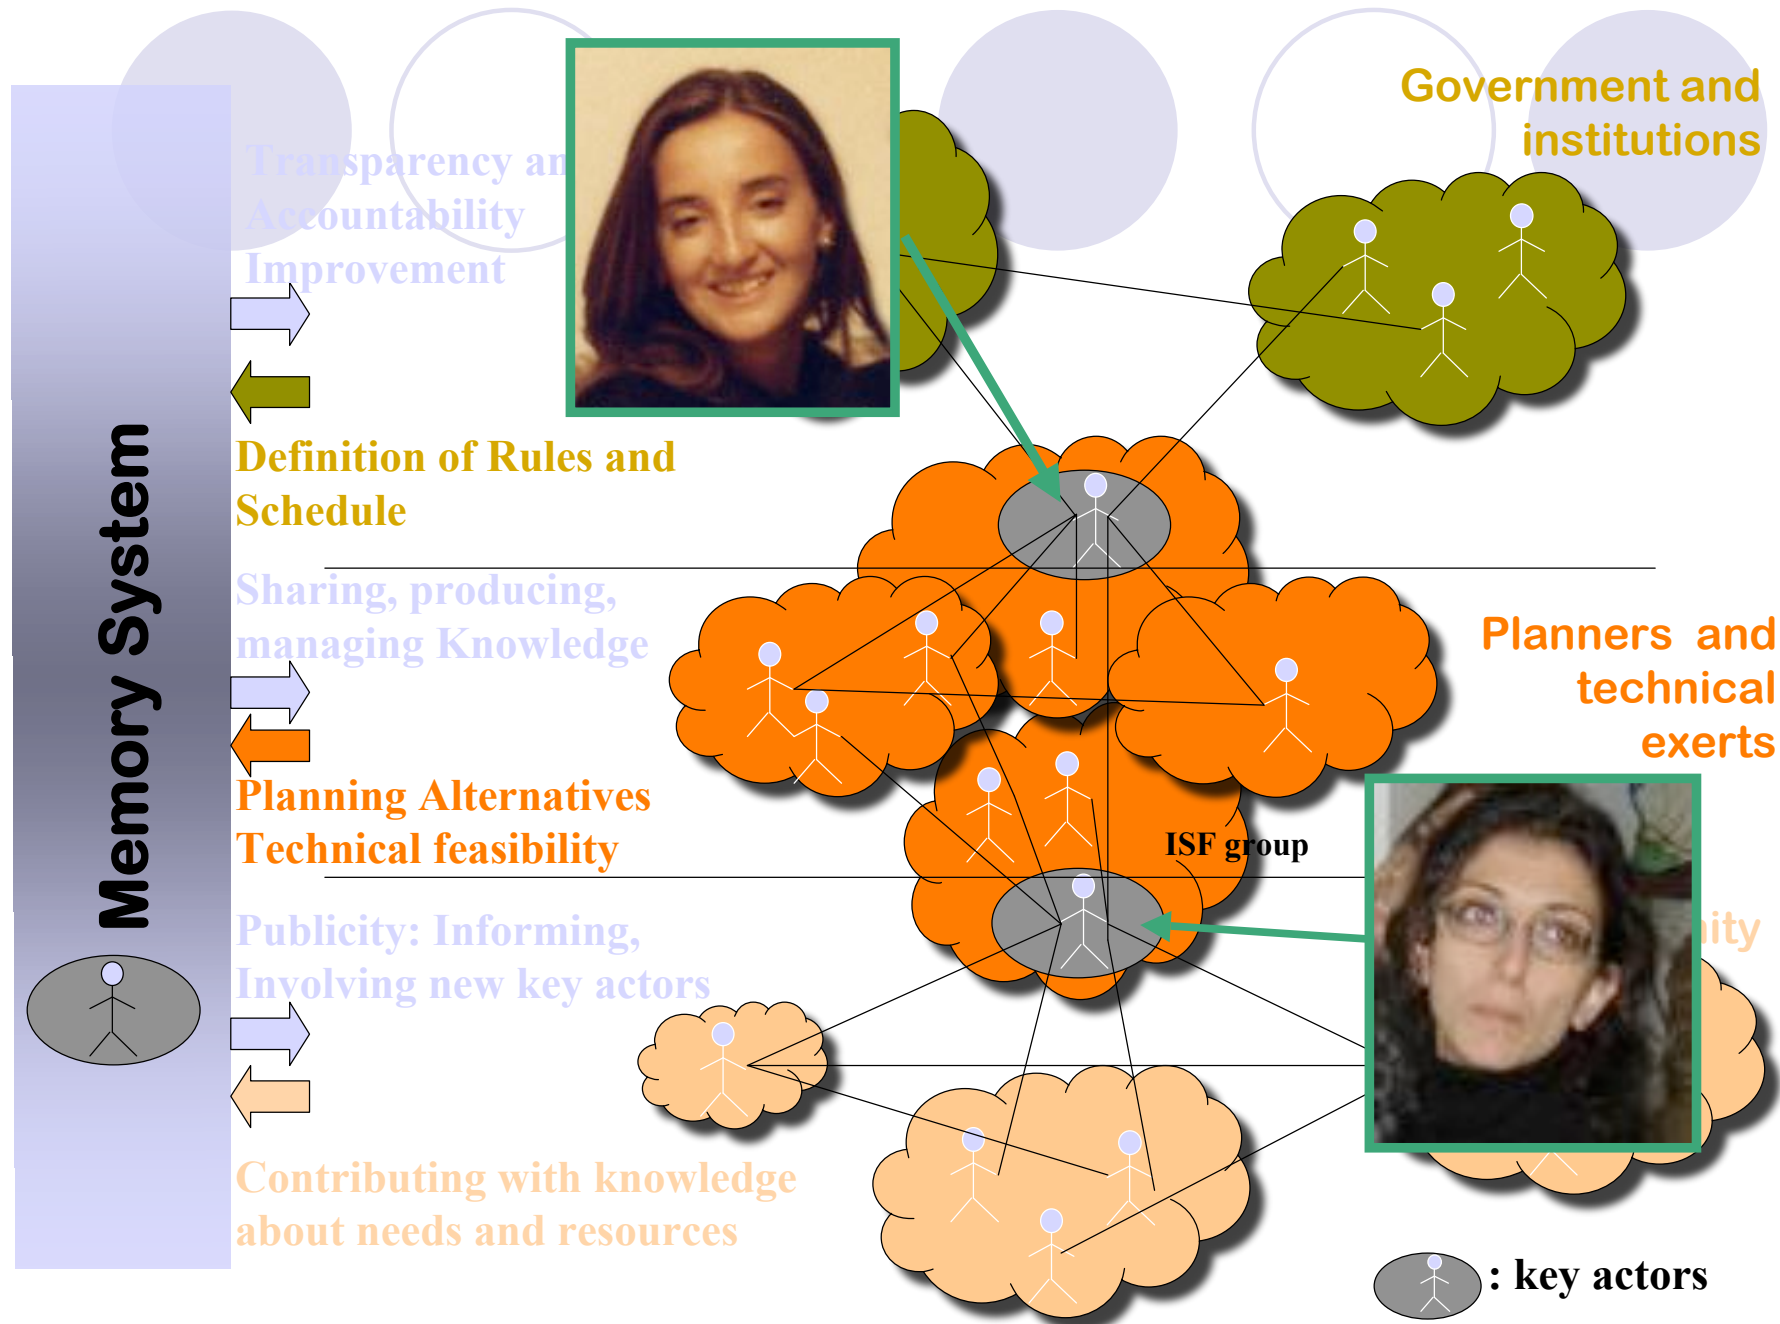 Government and
institutions
Transparency
Accountability
Improvement
Definition of Rules and
Schedule
Sharing, producing,
managing Knowledge
Planners and
technical
exerts
Planning Alternatives
Technical feasibility
ISF group
Publicity: Informing,
Involving new key actors
Contributing with knowledge
about needs and resources
Memory System
: key actors